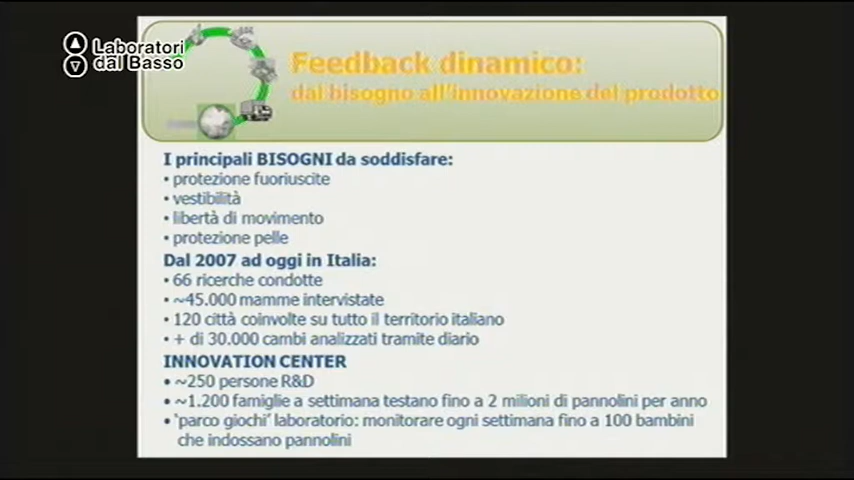 Laboratori
dal Basso
Feedback dinamico:
dal bisogno all'innovazione del prodotto
I principali BISOGNI da soddisfare:
• protezione fuoriuscite
• vestibilità
• libertà di movimento
• protezione pelle
Dal 2007 ad oggi in Italia:
• 66 ricerche condotte
• ~45.000 mamme intervistate
• 120 città coinvolte su tutto il territorio italiano
• + di 30.000 cambi analizzati tramite diario
INNOVATION CENTER
• ~250 persone R&D
• ~1.200 famiglie a settimana testano fino a 2 milioni di pannolini per anno
• 'parco giochi' laboratorio: monitorare ogni settimana fino a 100 bambini
che indossano pannolini